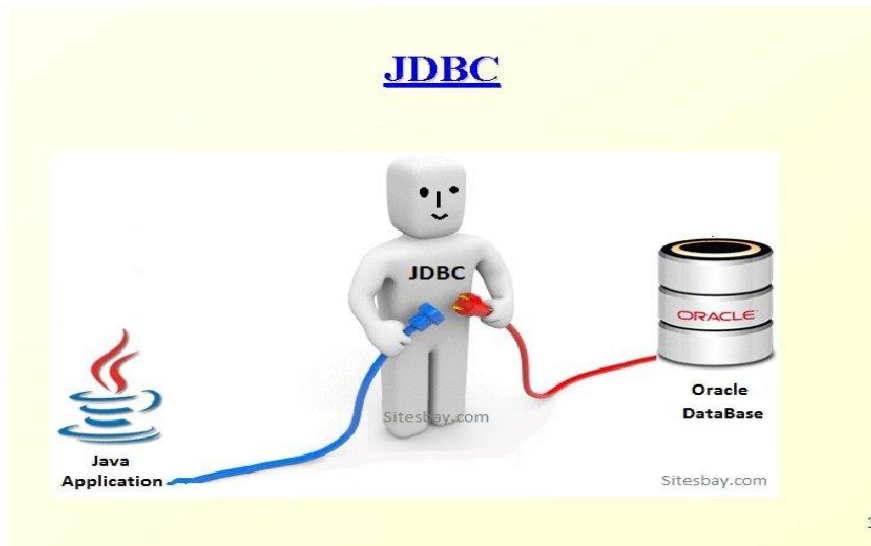 JDBC
JDBC
ORACLE
Oracle
DataBase
Sitesbay.com
Java
Application
Sitesbay.com